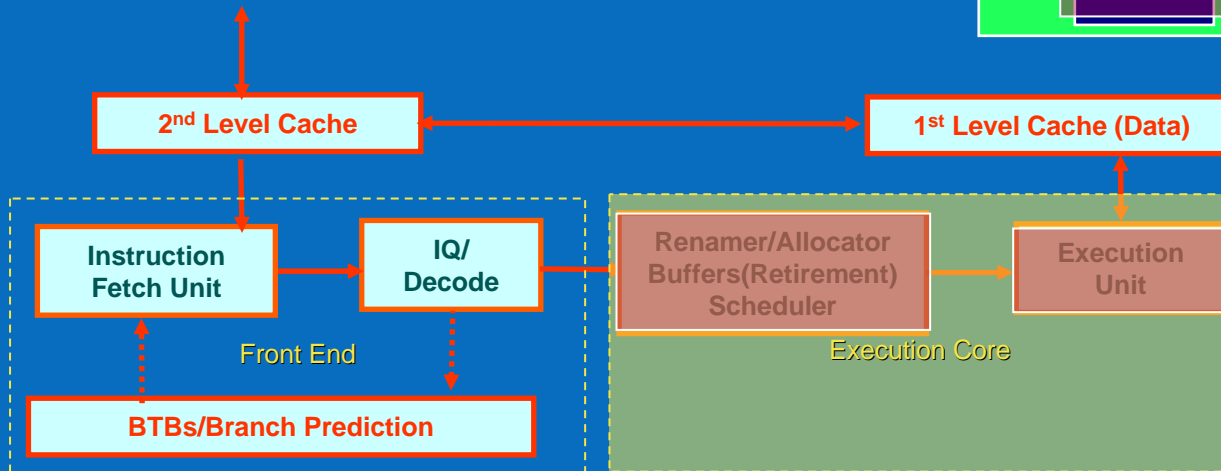 2nd Level Cache
1st Level Cache (Data)
Instruction
Fetch Unit
IQ/
Decode
Renamer/Allocator
Buffers(Retirement)
Scheduler
Execution
Unit
Front End
Execution Core
BTBs/Branch Prediction